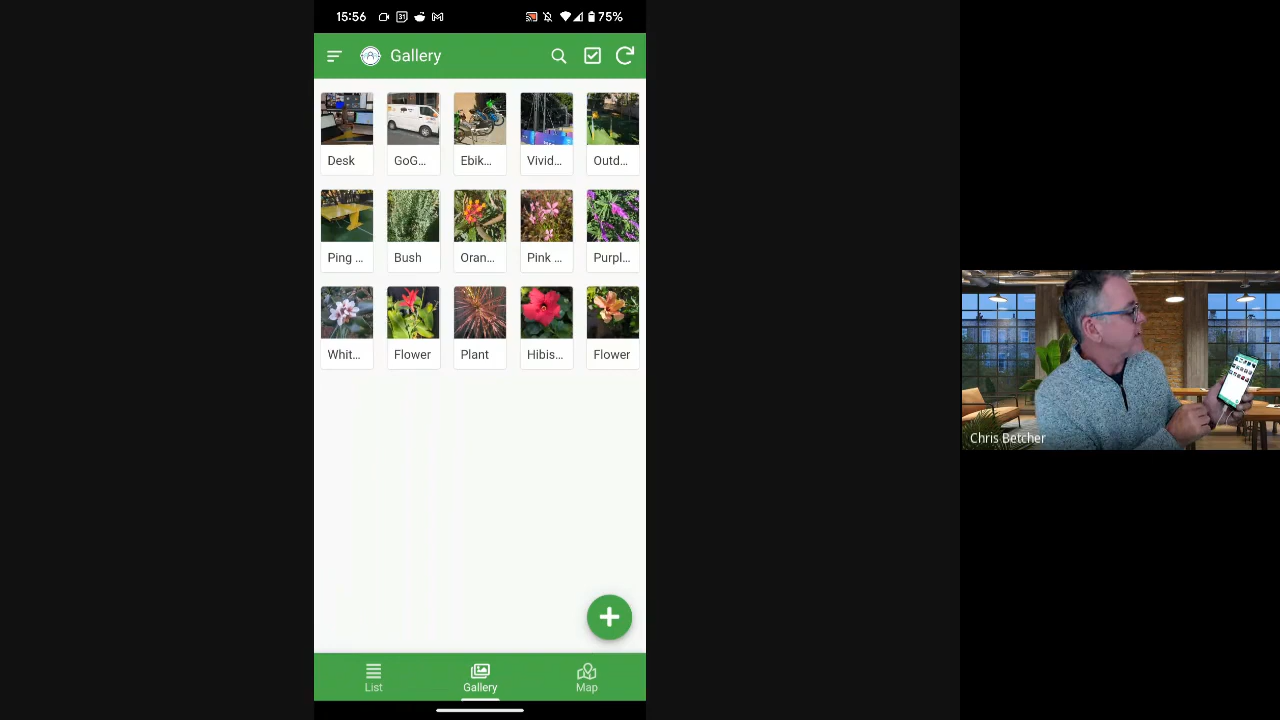 15:56 31 75%
Gallery
Desk GoG... Ebik... Vivid... Outd...
Ping ... Bush Oran... Pink ... Purpl...
Whit... Flower Plant Hibis... Flower
Chris Betcher
List Gallery Map